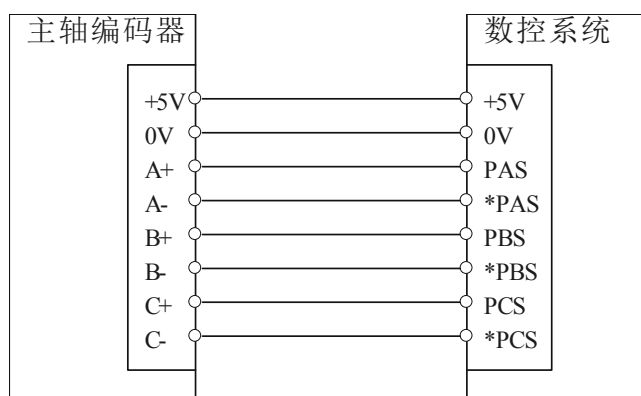 主轴编码器 数控系统
+5V +5V
0V 0V
A+ PAS
A- *PAS
B+ PBS
B- *PBS
C+ PCS
C- *PCS